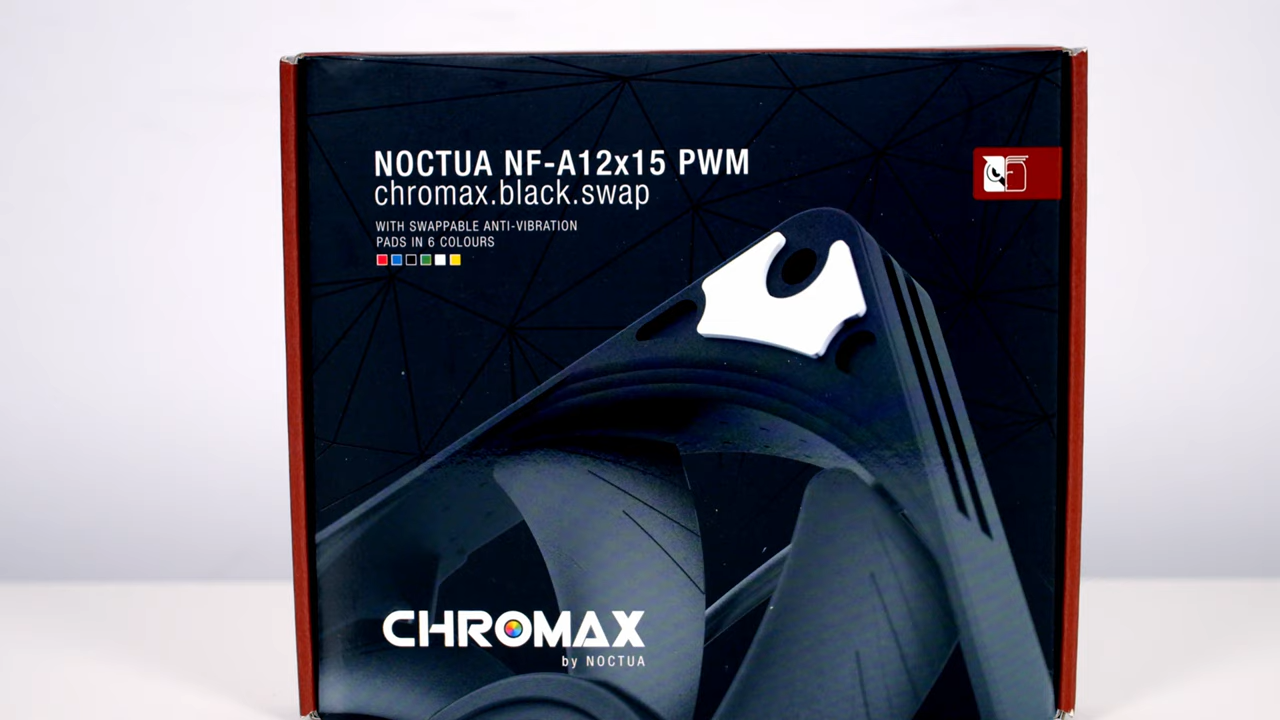 NOCTUA NF-A12x15 PWM
chromax.black.swap
WITH SWAPPABLE ANTI-VIBRATION
PADS IN 6 COLOURS
CHROMAX
by NOCTUA